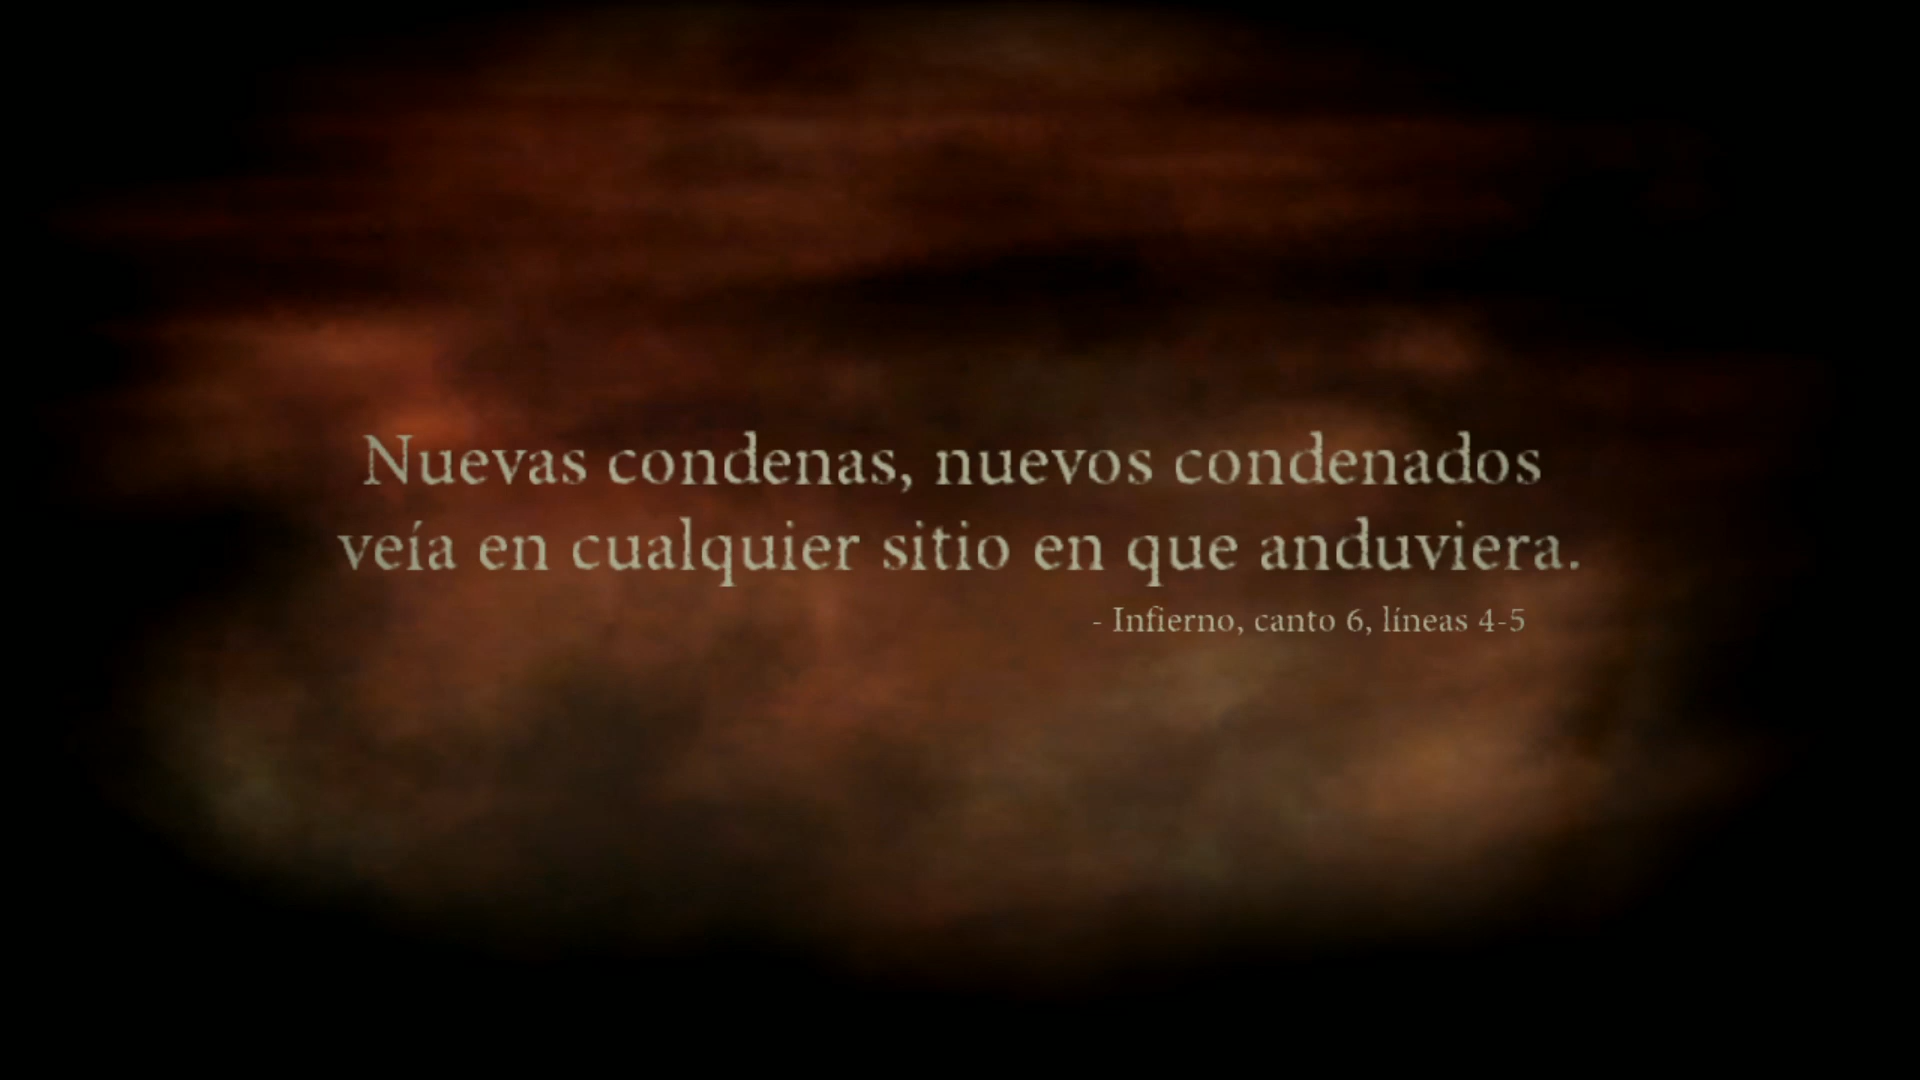 Nuevas condenas, nuevos condenados
veía en cualquier sitio en que anduviera.
- Infierno, canto 6, líneas 4-5